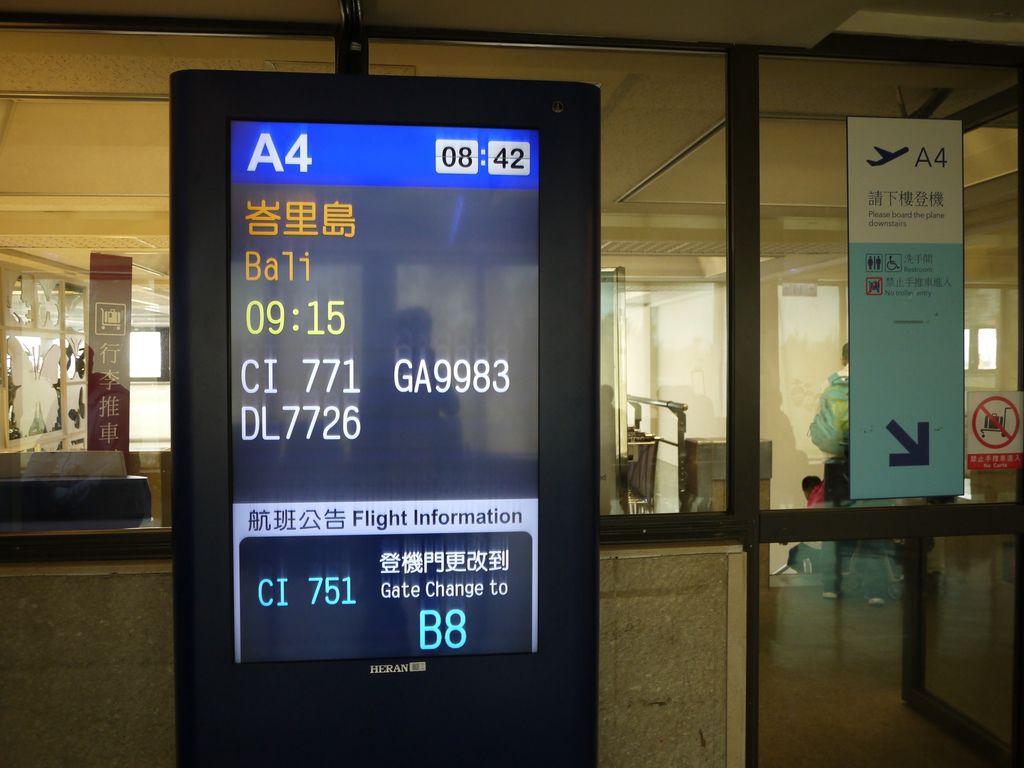 A4
08:42
峇里島
Bali
09:15
CI 771 GA9983
DL7726
航班公告 Flight Information
CI 751
登機門更改到
Gate Change to
B8
HERAN
行李推車
A4
請下樓登機
Please board the plane
downstairs
洗手間
Restroom
禁止手推車進入
No trolley entry
禁止手推車進入
No Carts